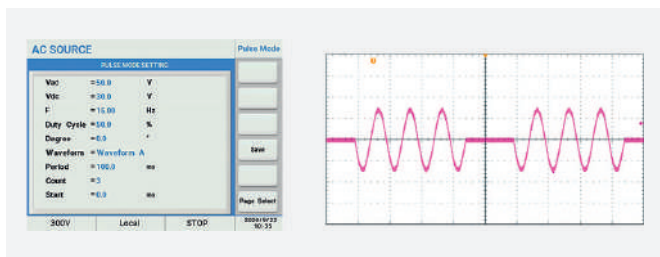 AC SOURCE
Pulse Mode
PULSE MODE SETTING
Vac =50.0 V
Vdc =30.0 V
F =15.00 Hz
Duty Cycle =50.0 %
Degree =0.0 °
Waveform =Waveform A
Period =100.0 ms
Count =3
Start =0.0 ms
Save
Page Select
300V Local STOP